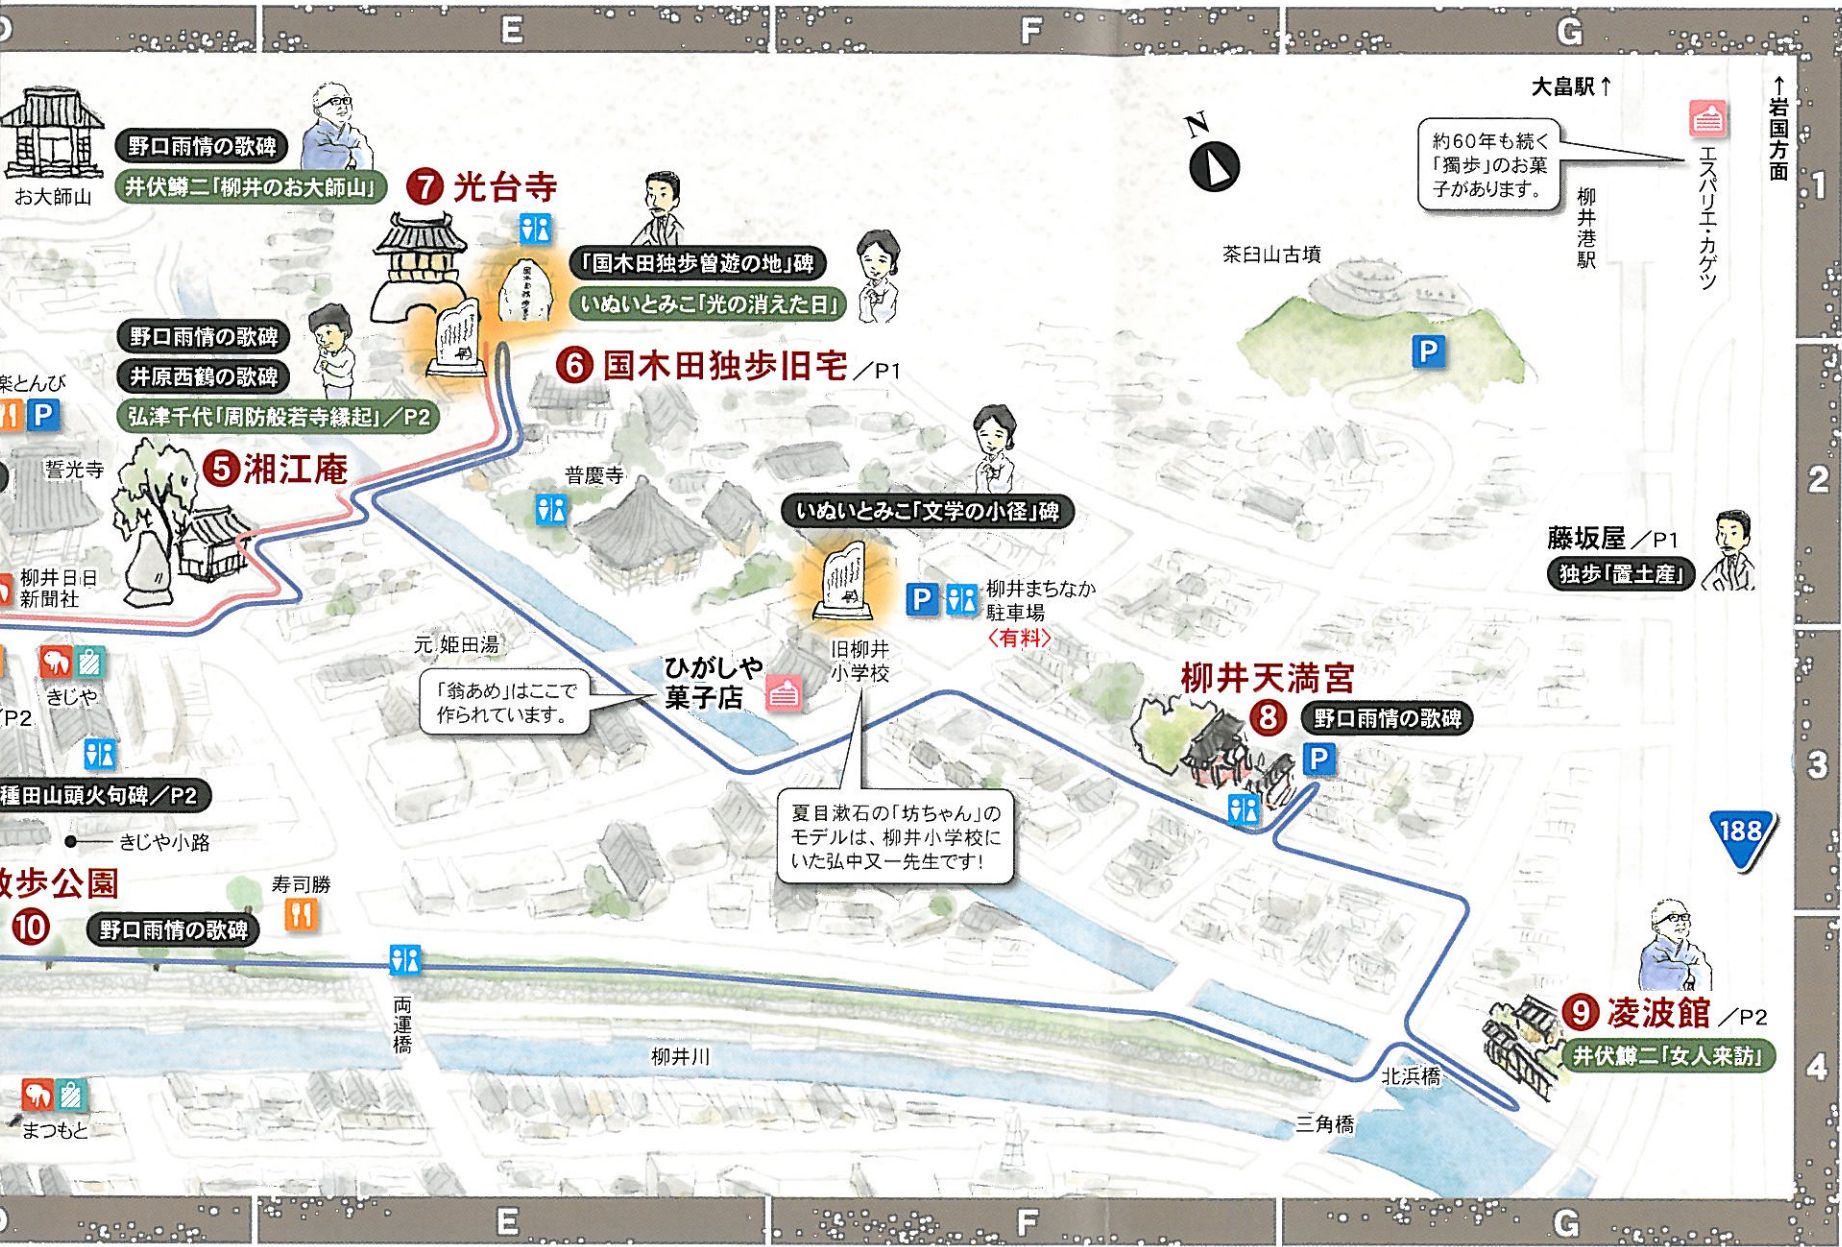 E
F
G
大畠駅↑
↑岩国方面
1
約60年も続く
「獨歩」のお菓
子があります。
エスパリエ・カゲツ
柳井港駅
N
茶臼山古墳
P
お大師山
野口雨情の歌碑
井伏鱒二「柳井のお大師山」
7 光台寺
「国木田独歩曽遊の地」碑
いぬいとみこ「光の消えた日」
野口雨情の歌碑
井原西鶴の歌碑
弘津千代「周防般若寺縁起」/P2
6 国木田独歩旧宅/P1
楽とんび
P
誓光寺
5 湘江庵
普慶寺
いぬいとみこ「文学の小径」碑
2
藤坂屋/P1
独歩「置土産」
柳井日日
新聞社
P
柳井まちなか
駐車場
〈有料〉
元 姫田湯
「翁あめ」はここで
作られています。
ひがしや
菓子店
旧柳井
小学校
きじや
/P2
柳井天満宮
8
野口雨情の歌碑
P
3
種田山頭火句碑/P2
きじや小路
夏目漱石の「坊ちゃん」の
モデルは、柳井小学校に
いた弘中又一先生です!
188
散歩公園
10
野口雨情の歌碑
寿司勝
両運橋
柳井川
9 凌波館/P2
井伏鱒二「女人来訪」
4
北浜橋
三角橋
まつもと
E
F
G